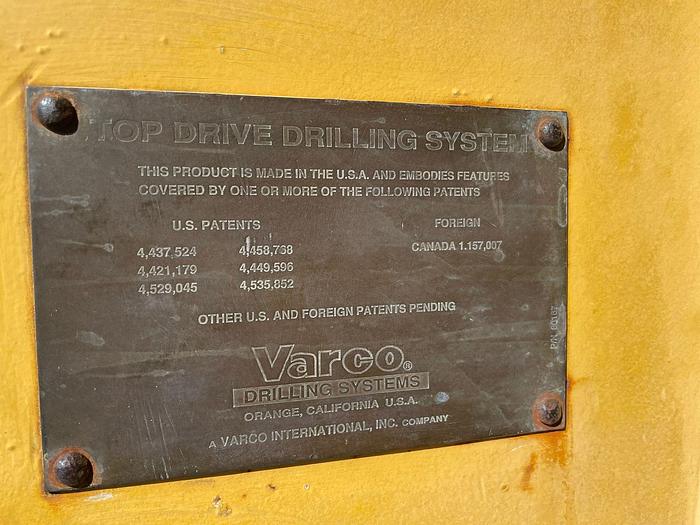 TOP DRIVE DRILLING SYSTEM
THIS PRODUCT IS MADE IN THE U.S.A. AND EMBODIES FEATURES
COVERED BY ONE OR MORE OF THE FOLLOWING PATENTS
U.S. PATENTS FOREIGN
4,437,524 4,458,768 CANADA 1.157,007
4,421,179 4,449,596
4,529,045 4,535,852
OTHER U.S. AND FOREIGN PATENTS PENDING
P/N 80167
Varco®
DRILLING SYSTEMS
ORANGE, CALIFORNIA U.S.A.
A VARCO INTERNATIONAL, INC. COMPANY